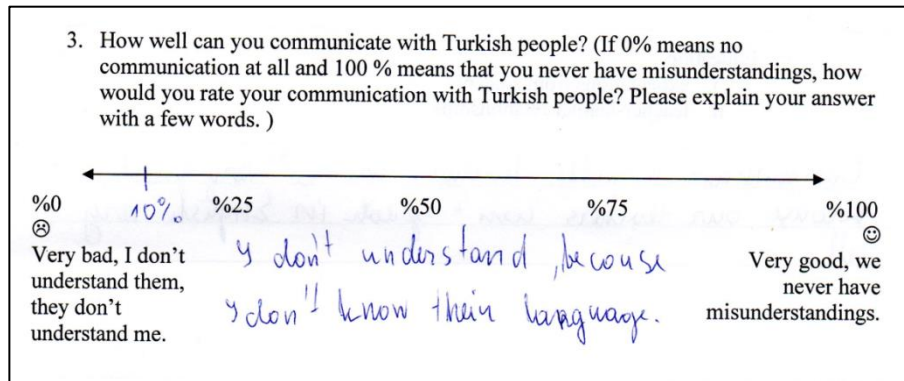 3. How well can you communicate with Turkish people? (If 0% means no
communication at all and 100 % means that you never have misunderstandings, how
would you rate your communication with Turkish people? Please explain your answer
with a few words. )
%0 10% %25 %50 %75 %100
☹ ☺
Very bad, I don't
understand them,
they don't
understand me.
I don't understand, becouse
I don't know their language.
Very good, we
never have
misunderstandings.